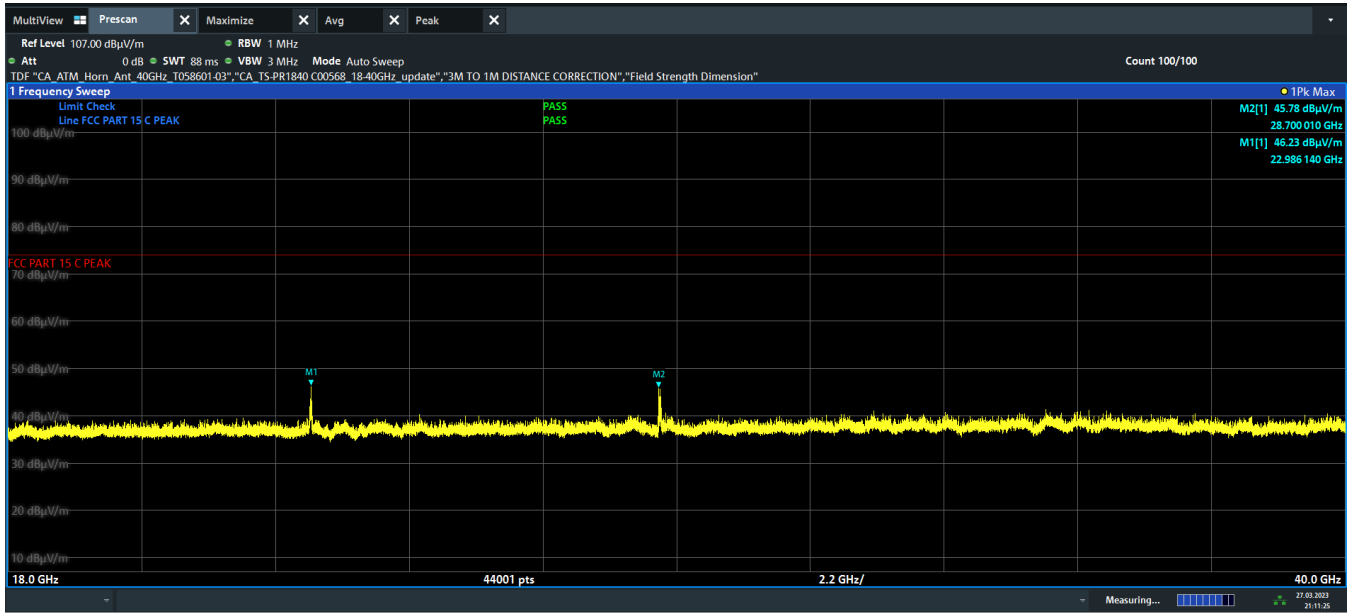 MultiView Prescan Maximize Avg Peak
Ref Level 107.00 dBµV/m RBW 1 MHz
Att 0 dB SWT 88 ms VBW 3 MHz Mode Auto Sweep Count 100/100
TDF "CA_ATM_Horn_Ant_40GHz_T058601-03","CA_TS-PR1840 C00568_18-40GHz_update","3M TO 1M DISTANCE CORRECTION","Field Strength Dimension"
1 Frequency Sweep 1Pk Max
Limit Check PASS M2[1] 45.78 dBµV/m
Line FCC PART 15 C PEAK PASS 28.700 010 GHz
100 dBµV/m M1[1] 46.23 dBµV/m
22.986 140 GHz
90 dBµV/m
80 dBµV/m
FCC PART 15 C PEAK
70 dBµV/m
60 dBµV/m
50 dBµV/m
M1 M2
40 dBµV/m
30 dBµV/m
20 dBµV/m
10 dBµV/m
18.0 GHz 44001 pts 2.2 GHz/ 40.0 GHz
Measuring... 27.03.2023
21:11:25